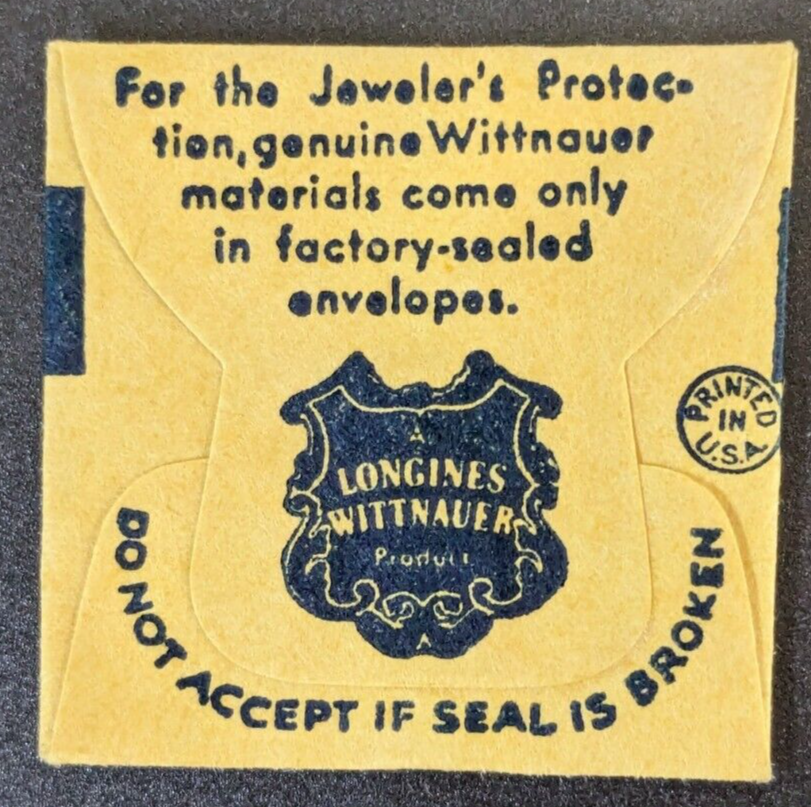 For the Jeweler's Protec-
tion, genuine Wittnauer
materials come only
in factory-sealed
envelopes.
A
LONGINES
WITTNAUER
Product
PRINTED
IN
U.S.A.
DO NOT ACCEPT IF SEAL IS BROKEN